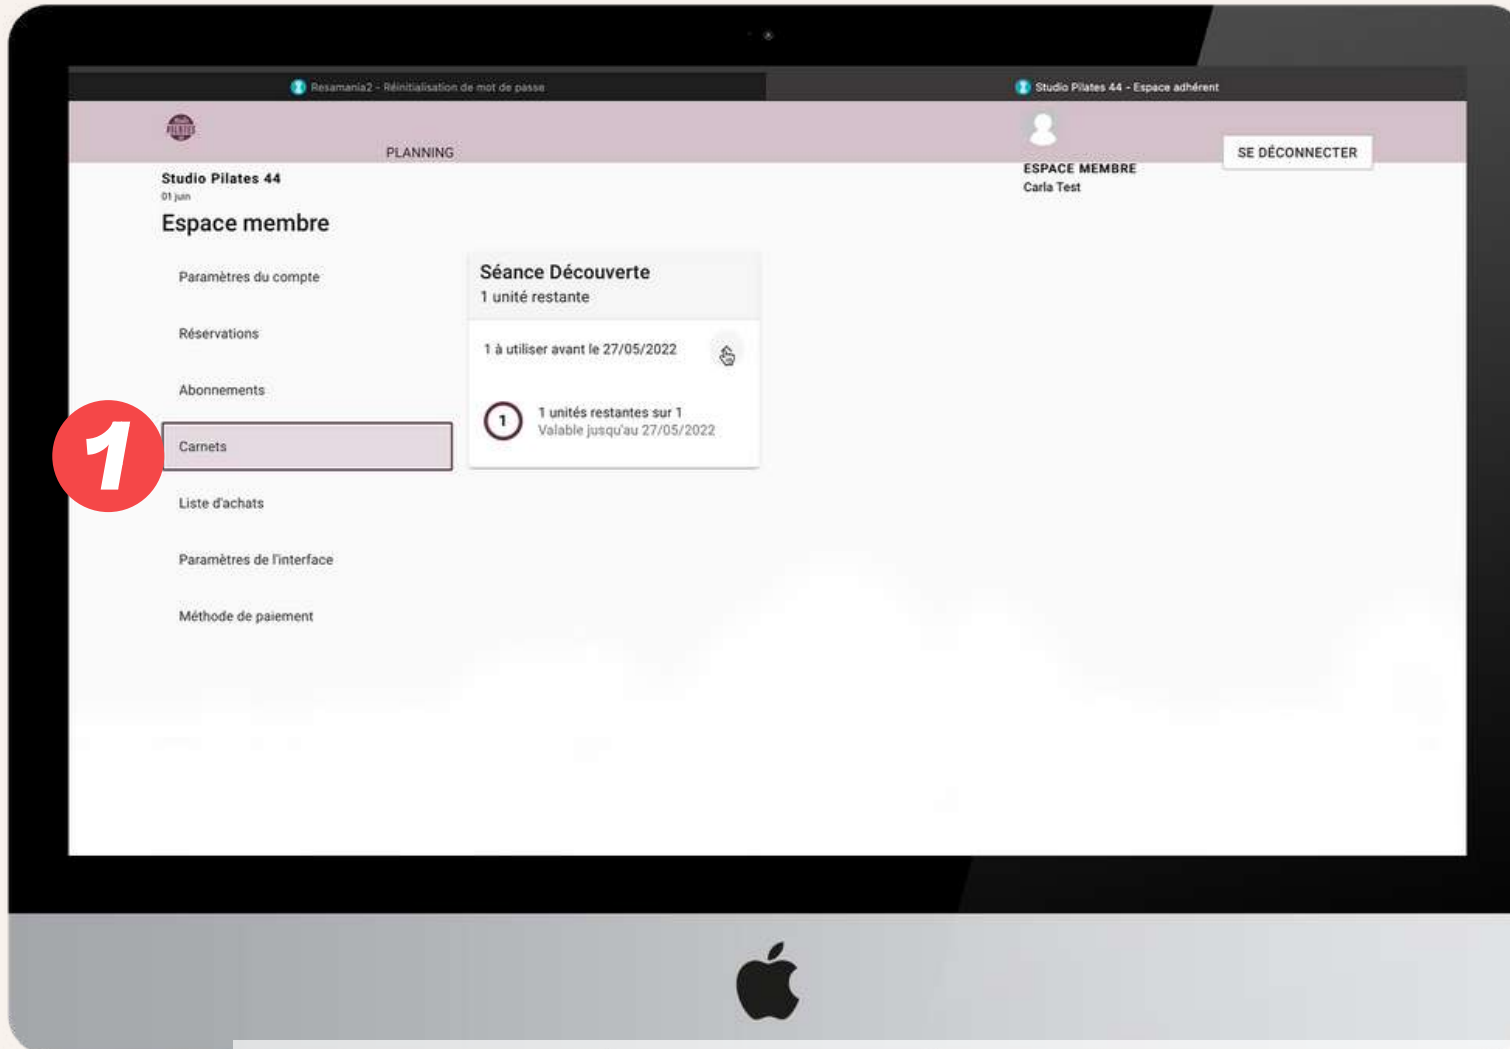 Resamania2 - Réinitialisation de mot de passe
Studio Pilates 44 - Espace adhérent
PILATES
PLANNING
SE DÉCONNECTER
ESPACE MEMBRE
Carla Test
Studio Pilates 44
01 juin
Espace membre
Paramètres du compte
Réservations
Abonnements
1
Carnets
Liste d'achats
Paramètres de l'interface
Méthode de paiement
Séance Découverte
1 unité restante
1 à utiliser avant le 27/05/2022
1
1 unités restantes sur 1
Valable jusqu'au 27/05/2022